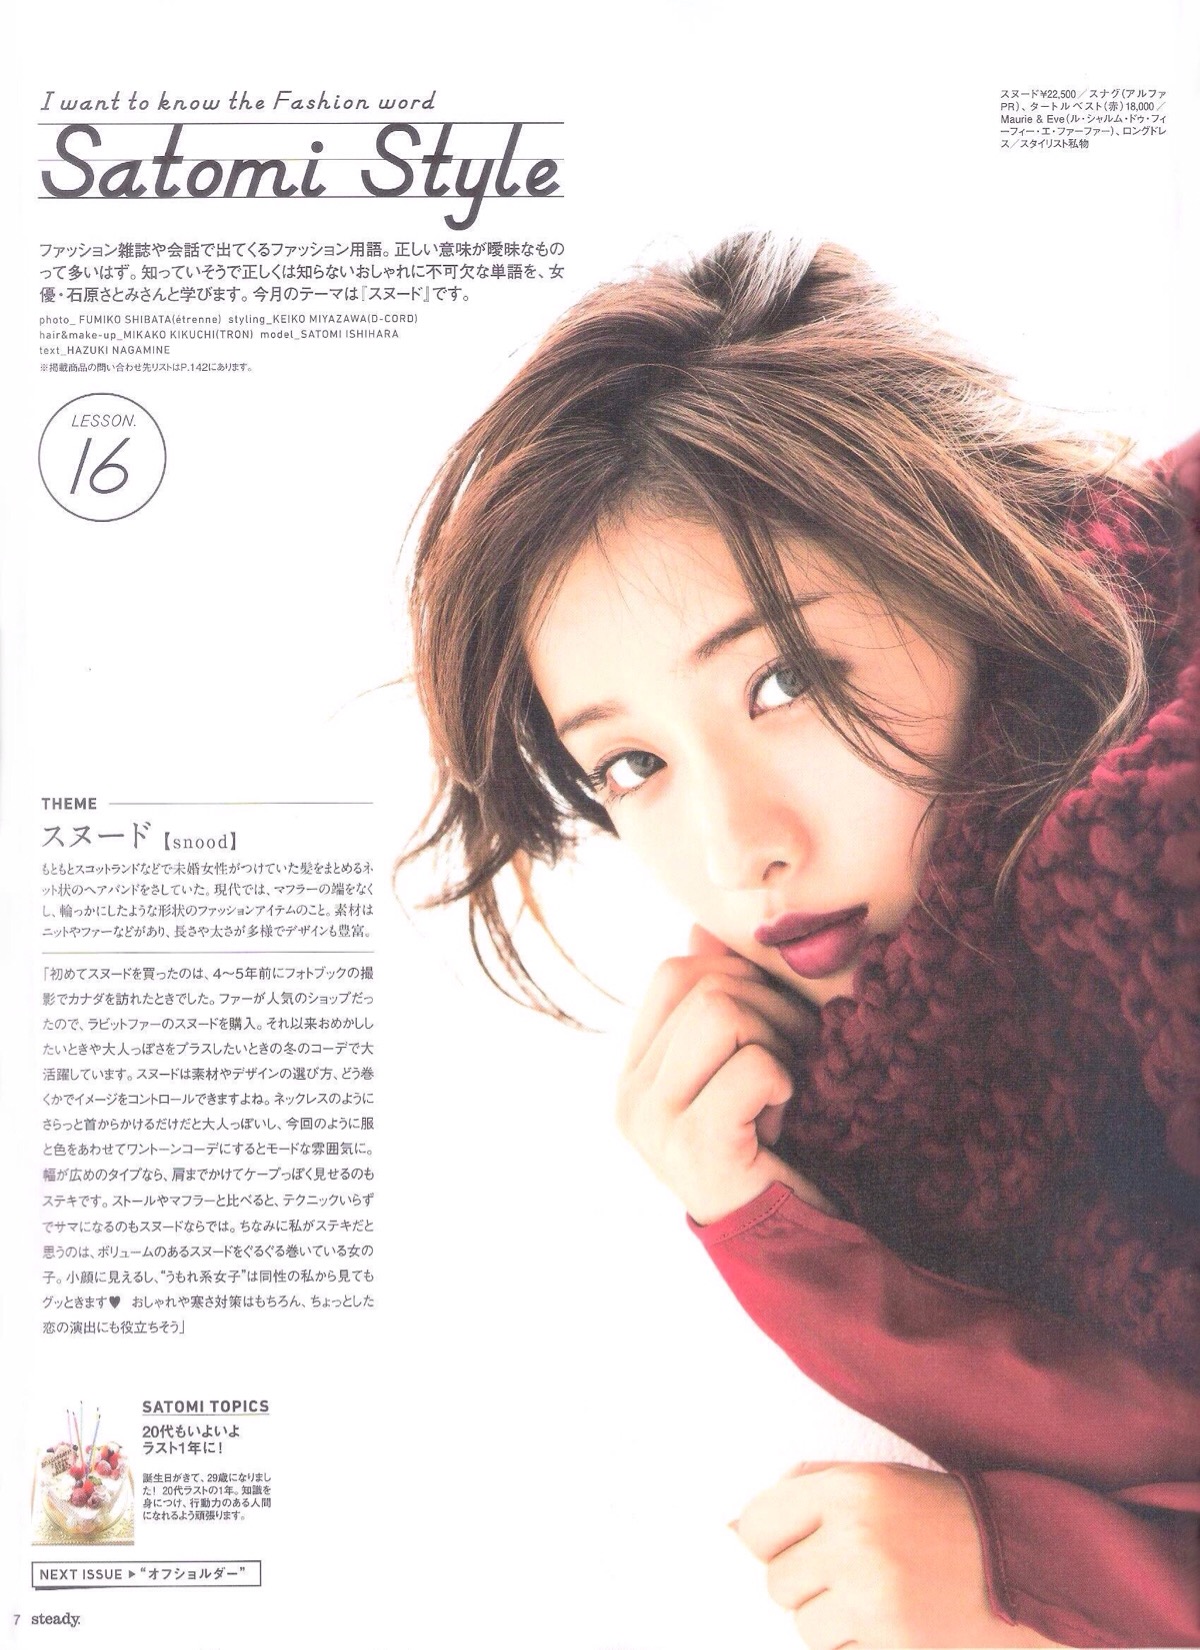 I want to know the Fashion word
Satomi Style
ファッション雑誌や会話で出てくるファッション用語。正しい意味が曖昧なもの
って多いはず。知っていそうで正しくは知らないおしゃれに不可欠な単語を、女
優・石原さとみさんと学びます。今月のテーマは『スヌード』です。
photo_ FUMIKO SHIBATA(étrenne) styling_KEIKO MIYAZAWA(D-CORD)
hair&make-up_MIKAKO KIKUCHI(TRON) model_SATOMI ISHIHARA
text_HAZUKI NAGAMINE
※掲載商品の問い合わせ先リストはP.142にあります。
スヌード¥22,500／スナグ(アルファ
PR)、タートルベスト(赤)18,000／
Maurie & Eve(ル・シャルム・ドゥ・フィ
ーフィー・エ・ファーファー)、ロングドレ
ス／スタイリスト私物
LESSON.
16
THEME
スヌード【snood】
もともとスコットランドなどで未婚女性がつけていた髪をまとめるネ
ット状のヘアバンドをさしていた。現代では、マフラーの端をなく
し、輪っかにしたような形状のファッションアイテムのこと。素材は
ニットやファーなどがあり、長さや太さが多様でデザインも豊富。
「初めてスヌードを買ったのは、4〜5年前にフォトブックの撮
影でカナダを訪れたときでした。ファーが人気のショップだっ
たので、ラビットファーのスヌードを購入。それ以来おめかしし
たいときや大人っぽさをプラスしたいときの冬のコーデで大
活躍しています。スヌードは素材やデザインの選び方、どう巻
くかでイメージをコントロールできますよね。ネックレスのように
さらっと首からかけるだけだと大人っぽいし、今回のように服
と色をあわせてワントーンコーデにするとモードな雰囲気に。
幅が広めのタイプなら、肩までかけてケープっぽく見せるのも
ステキです。ストールやマフラーと比べると、テクニックいらず
でサマになるのもスヌードならでは。ちなみに私がステキだと
思うのは、ボリュームのあるスヌードをぐるぐる巻いている女の
子。小顔に見えるし、“うもれ系女子”は同性の私から見ても
グッときます♥ おしゃれや寒さ対策はもちろん、ちょっとした
恋の演出にも役立ちそう」
SATOMI TOPICS
20代もいよいよ
ラスト1年に！
誕生日がきて、29歳になりまし
た！ 20代ラストの1年。知識を
身につけ、行動力のある人間
になれるよう頑張ります。
NEXT ISSUE ▶ “オフショルダー”
7 steady.